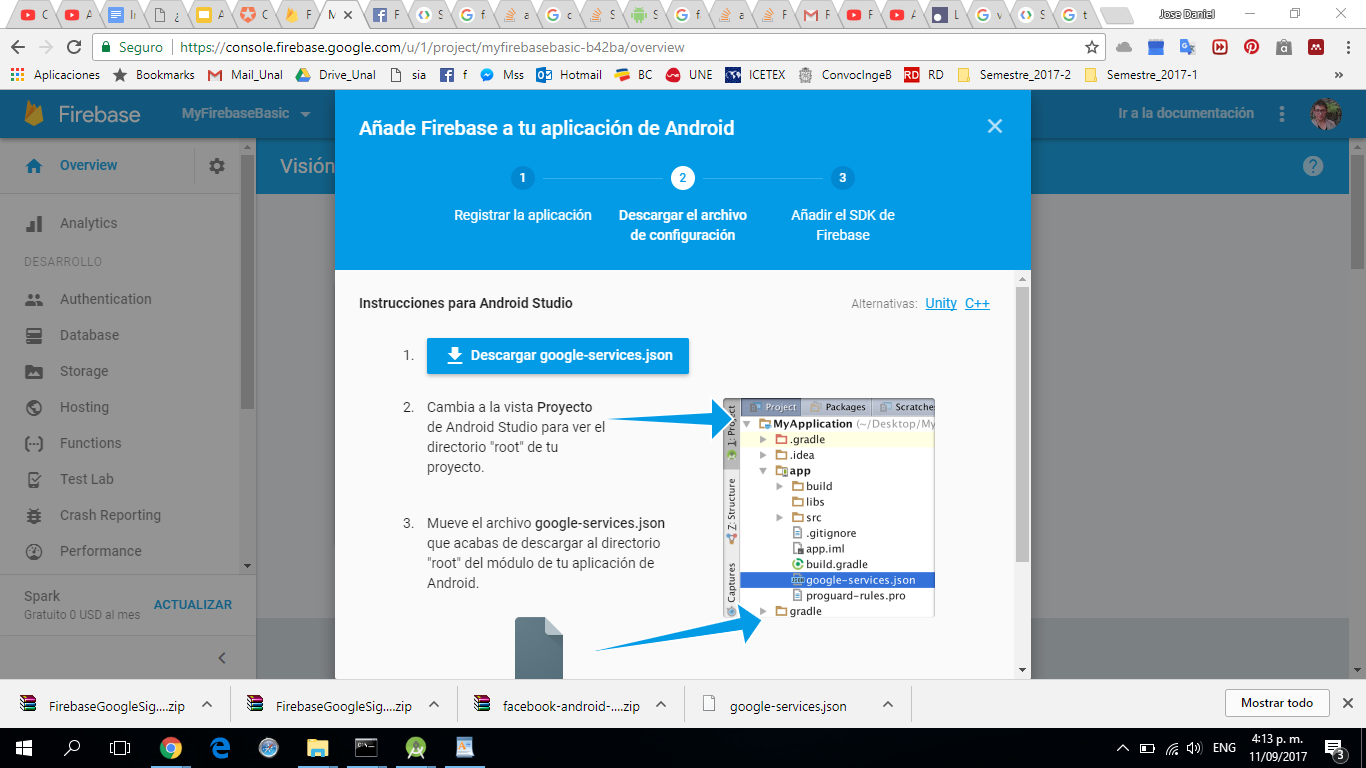 C
A
In
¿
A
C
F
M
F
S
f
a
c
S
S
f
a
F
F
F
A
L
v
S
t
Jose Daniel
Seguro
https://console.firebase.google.com/u/1/project/myfirebasebasic-b42ba/overview
Aplicaciones
Bookmarks
Mail_Unal
Drive_Unal
sia
f
Mss
Hotmail
BC
UNE
ICETEX
ConvocIngeB
RD
RD
Semestre_2017-2
Semestre_2017-1
»
Firebase
MyFirebaseBasic
Ir a la documentación
Overview
Visión
Analytics
DESARROLLO
Authentication
Database
Storage
Hosting
Functions
Test Lab
Crash Reporting
Performance
Spark
Gratuito 0 USD al mes
ACTUALIZAR
Añade Firebase a tu aplicación de Android
1
2
3
Registrar la aplicación
Descargar el archivo
de configuración
Añadir el SDK de
Firebase
Instrucciones para Android Studio
Alternativas: Unity C++
1. Descargar google-services.json
2. Cambia a la vista Proyecto
de Android Studio para ver el
directorio "root" de tu
proyecto.
3. Mueve el archivo google-services.json
que acabas de descargar al directorio
"root" del módulo de tu aplicación de
Android.
1: Project
Z: Structure
Captures
Project
Packages
Scratches
MyApplication (~/Desktop/My
.gradle
.idea
app
build
libs
src
.gitignore
app.iml
build.gradle
google-services.json
proguard-rules.pro
gradle
FirebaseGoogleSig....zip
FirebaseGoogleSig....zip
facebook-android-....zip
google-services.json
Mostrar todo
ENG
4:13 p. m.
11/09/2017
3